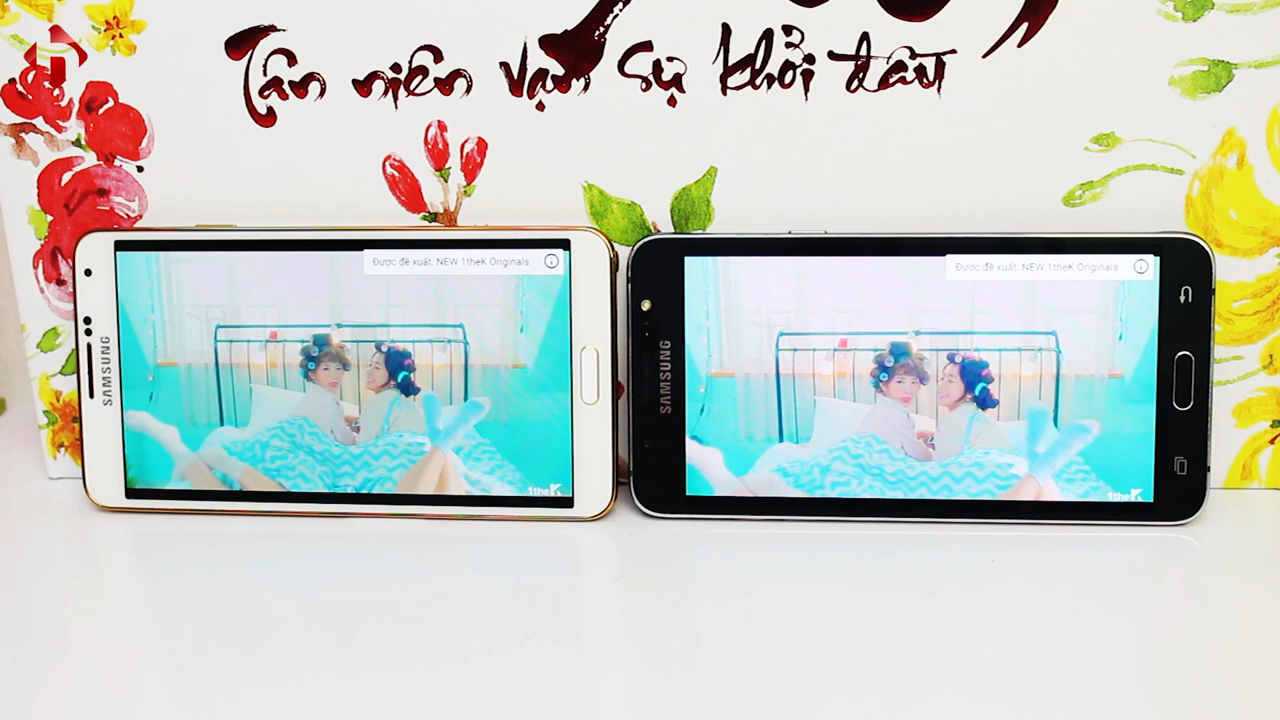 Tân niên vạn sự khởi đầu
Được đề xuất: NEW 1theK Originals
SAMSUNG
1theK
Được đề xuất: NEW 1theK Originals
SAMSUNG
1theK